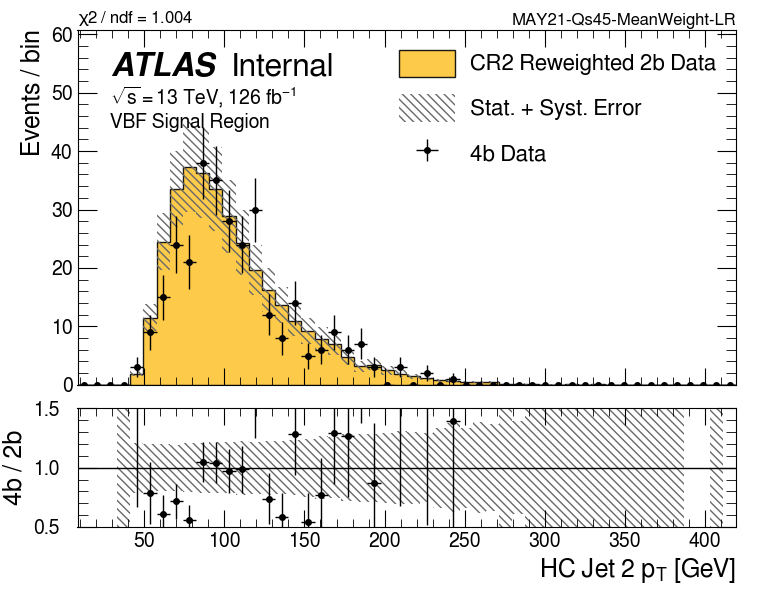 χ² / ndf = 1.004
MAY21-Qs45-MeanWeight-LR
ATLAS Internal
√s = 13 TeV, 126 fb⁻¹
VBF Signal Region
CR2 Reweighted 2b Data
Stat. + Syst. Error
4b Data
Events / bin
60
50
40
30
20
10
0
4b / 2b
1.5
1.0
0.5
50 100 150 200 250 300 350 400
HC Jet 2 p_T [GeV]